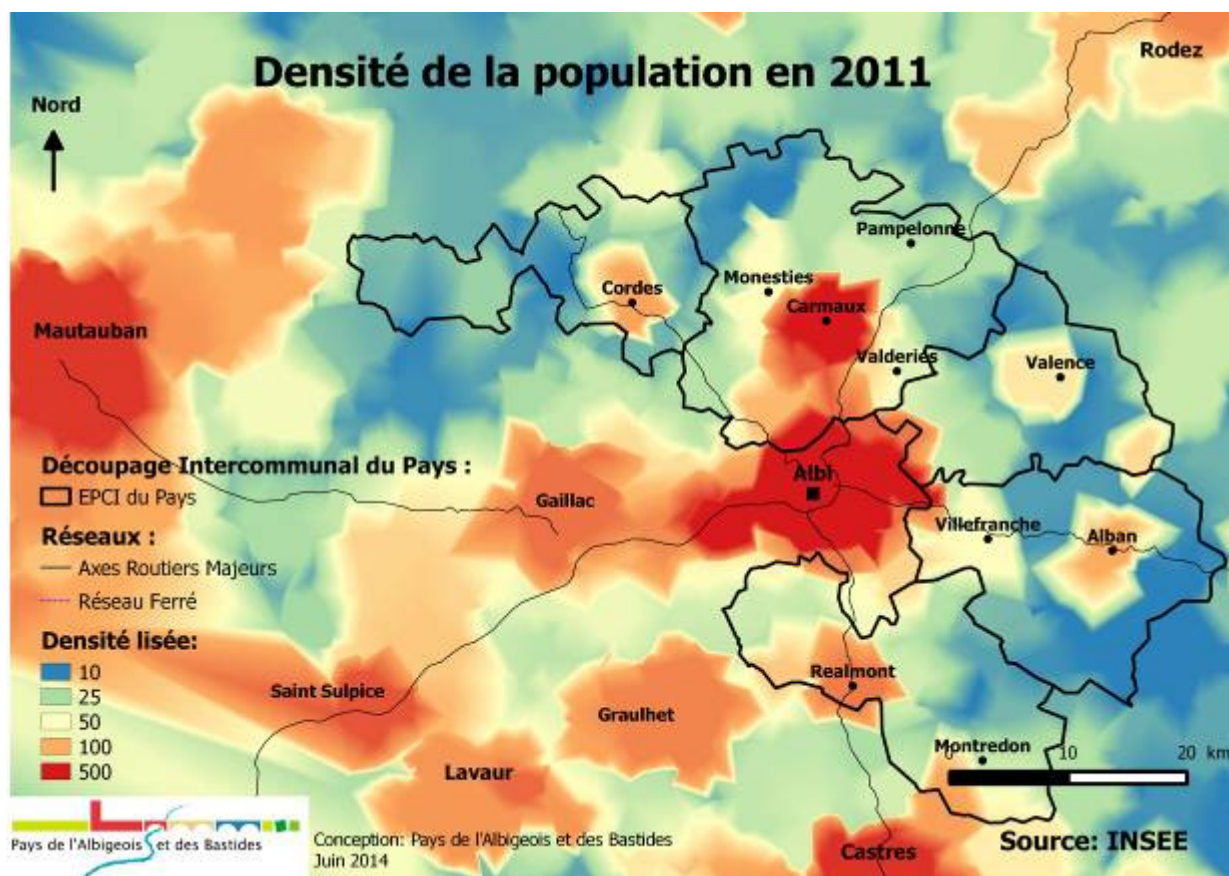 Densité de la population en 2011
Nord
Rodez
Pampelonne
Monesties
Cordes
Carmaux
Mautauban
Valderiés
Valence
Découpage Intercommunal du Pays :
EPCI du Pays
Gaillac
Albi
Villefranche
Alban
Réseaux :
Axes Routiers Majeurs
Réseau Ferré
Densité lisée:
10
25
50
100
500
Saint Sulpice
Realmont
Graulhet
Lavaur
Montredon
0 10 20 km
Castres
Source: INSEE
Pays de l'Albigeois et des Bastides
Conception: Pays de l'Albigeois et des Bastides
Juin 2014